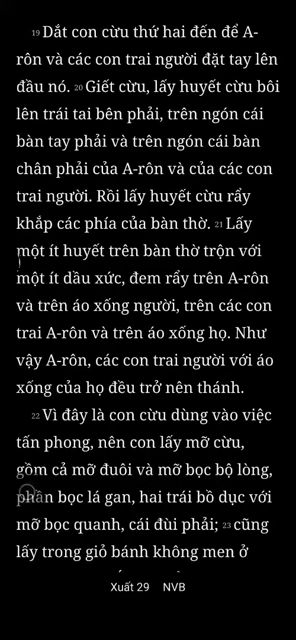 19 Dắt con cừu thứ hai đến để A-
rôn và các con trai người đặt tay lên
đầu nó. 20 Giết cừu, lấy huyết cừu bôi
lên trái tai bên phải, trên ngón cái
bàn tay phải và trên ngón cái bàn
chân phải của A-rôn và của các con
trai người. Rồi lấy huyết cừu rẩy
khắp các phía của bàn thờ. 21 Lấy
một ít huyết trên bàn thờ trộn với
một ít dầu xức, đem rẩy trên A-rôn
và trên áo xống người, trên các con
trai A-rôn và trên áo xống họ. Như
vậy A-rôn, các con trai người với áo
xống của họ đều trở nên thánh.
22 Vì đây là con cừu dùng vào việc
tấn phong, nên con lấy mỡ cừu,
gồm cả mỡ đuôi và mỡ bọc bộ lòng,
phần bọc lá gan, hai trái bồ dục với
mỡ bọc quanh, cái đùi phải; 23 cũng
lấy trong giỏ bánh không men ở
Xuất 29 NVB